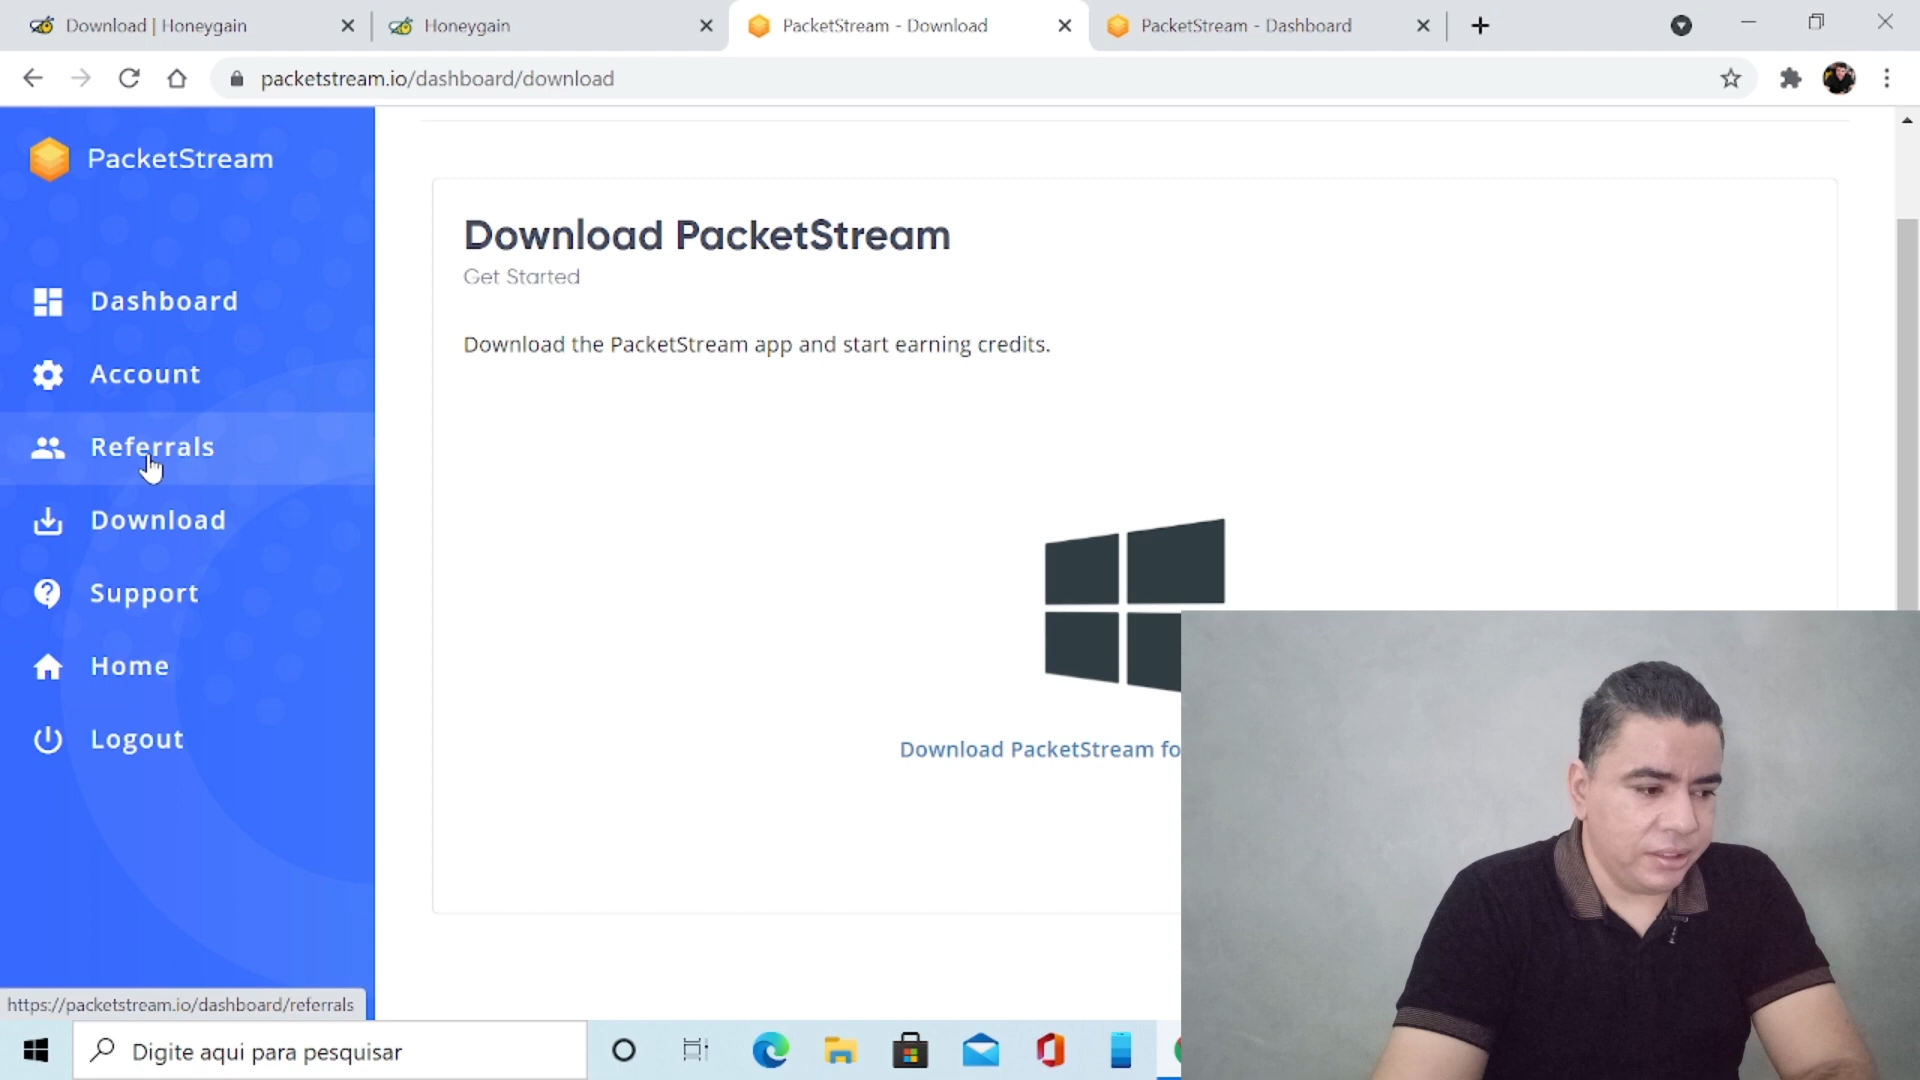 Download | Honeygain
Honeygain
PacketStream - Download
PacketStream - Dashboard
packetstream.io/dashboard/download
PacketStream
Dashboard
Account
Referrals
Download
Support
Home
Logout
Download PacketStream
Get Started
Download the PacketStream app and start earning credits.
Download PacketStream fo
https://packetstream.io/dashboard/referrals
Digite aqui para pesquisar